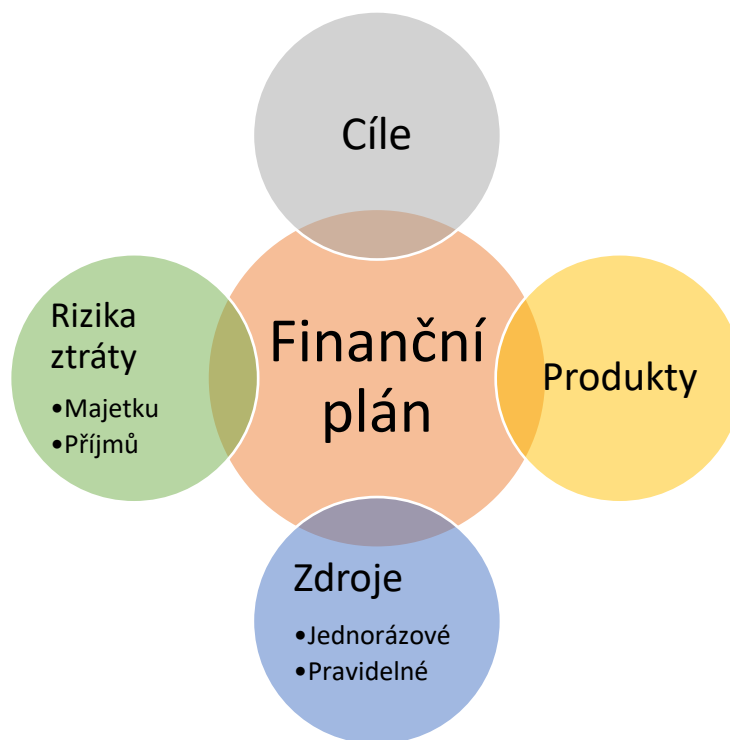 Cíle
Rizika
ztráty
•Majetku
•Příjmů
Finanční
plán
Produkty
Zdroje
•Jednorázové
•Pravidelné